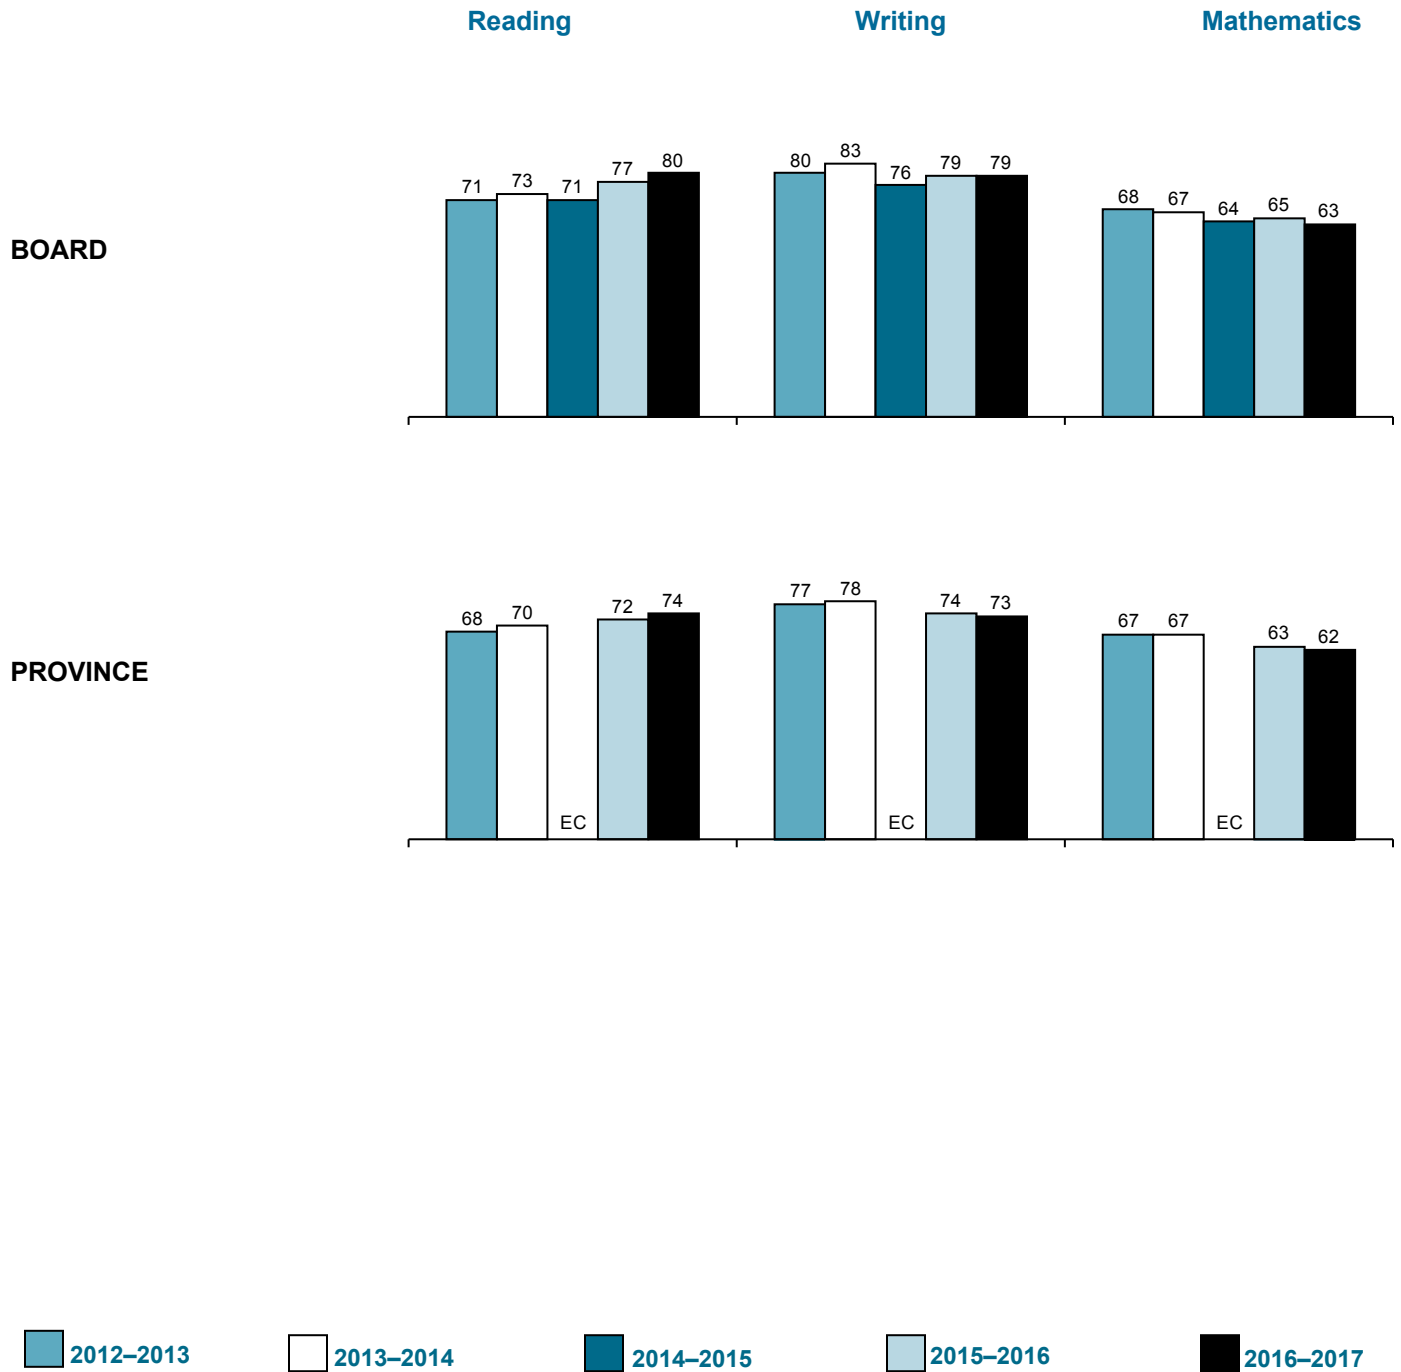 Reading Writing Mathematics
71 73 71 77 80 80 83 76 79 79 68 67 64 65 63
BOARD
68 70 EC 72 74 77 78 EC 74 73 67 67 EC 63 62
PROVINCE
2012–2013 2013–2014 2014–2015 2015–2016 2016–2017